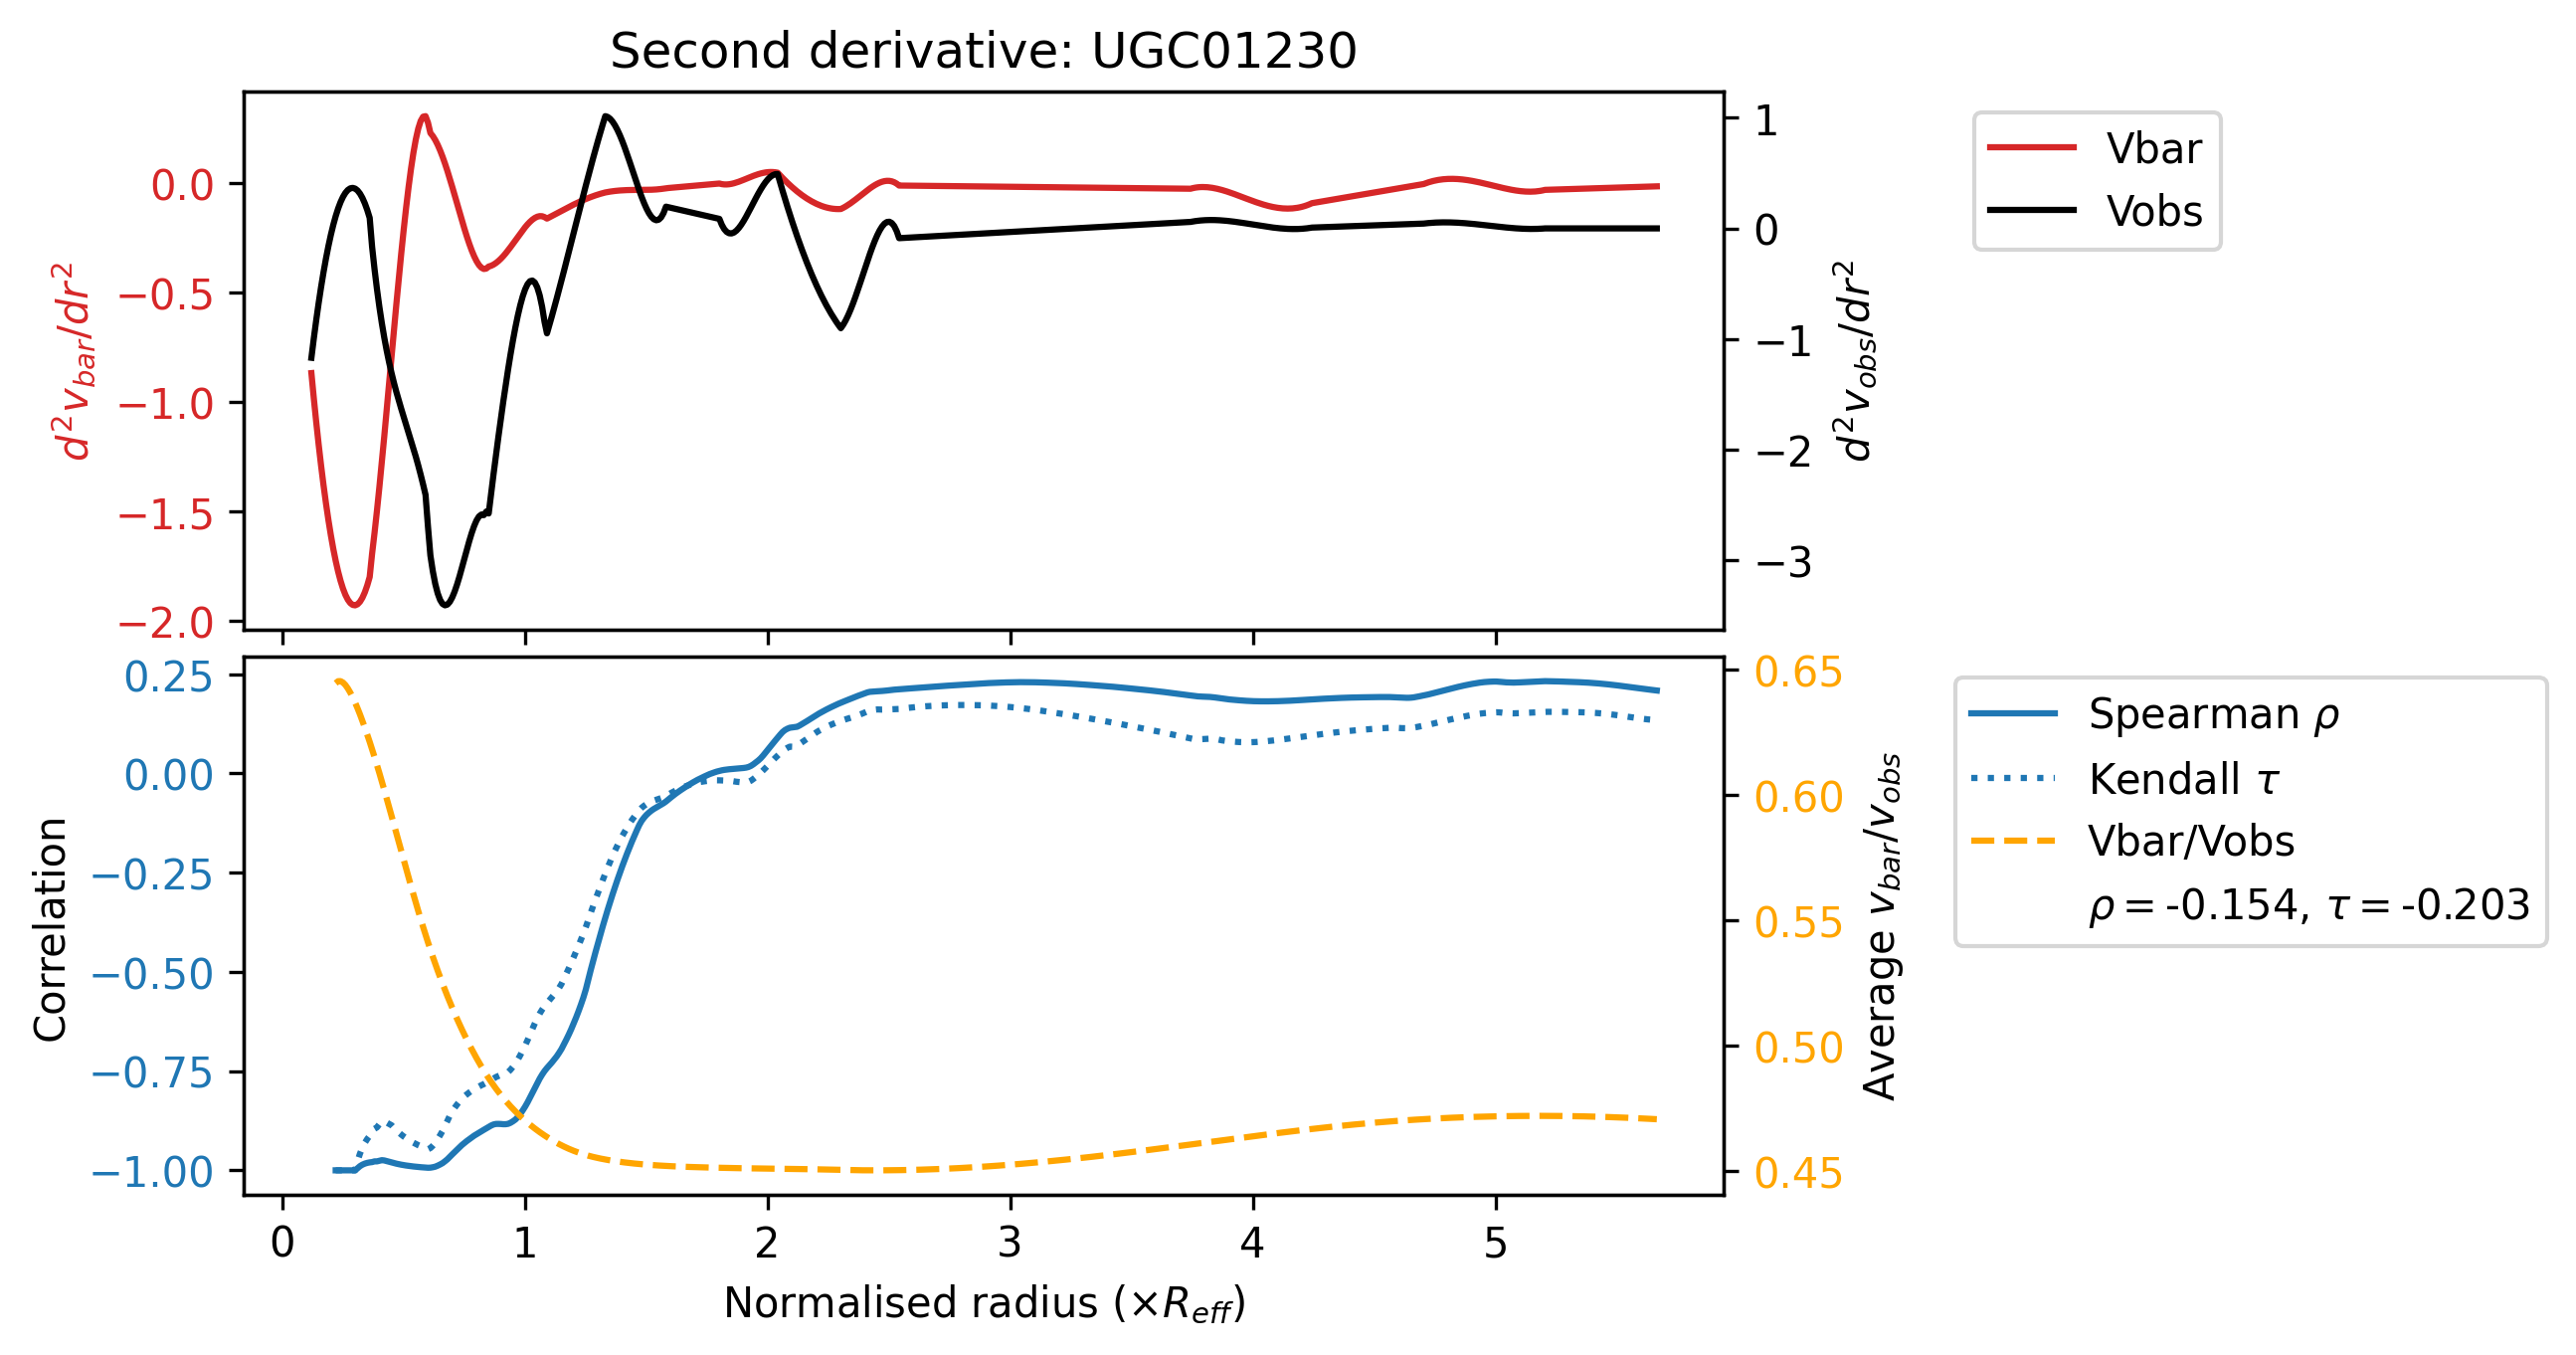 Second derivative: UGC01230
0.0
−0.5
−1.0
−1.5
−2.0
d²v_bar/dr²
1
0
−1
−2
−3
d²v_obs/dr²
Vbar
Vobs
0.25
0.00
−0.25
−0.50
−0.75
−1.00
Correlation
0.65
0.60
0.55
0.50
0.45
Average v_bar/v_obs
Spearman ρ
Kendall τ
Vbar/Vobs
ρ = -0.154, τ = -0.203
0 1 2 3 4 5
Normalised radius (×R_eff)